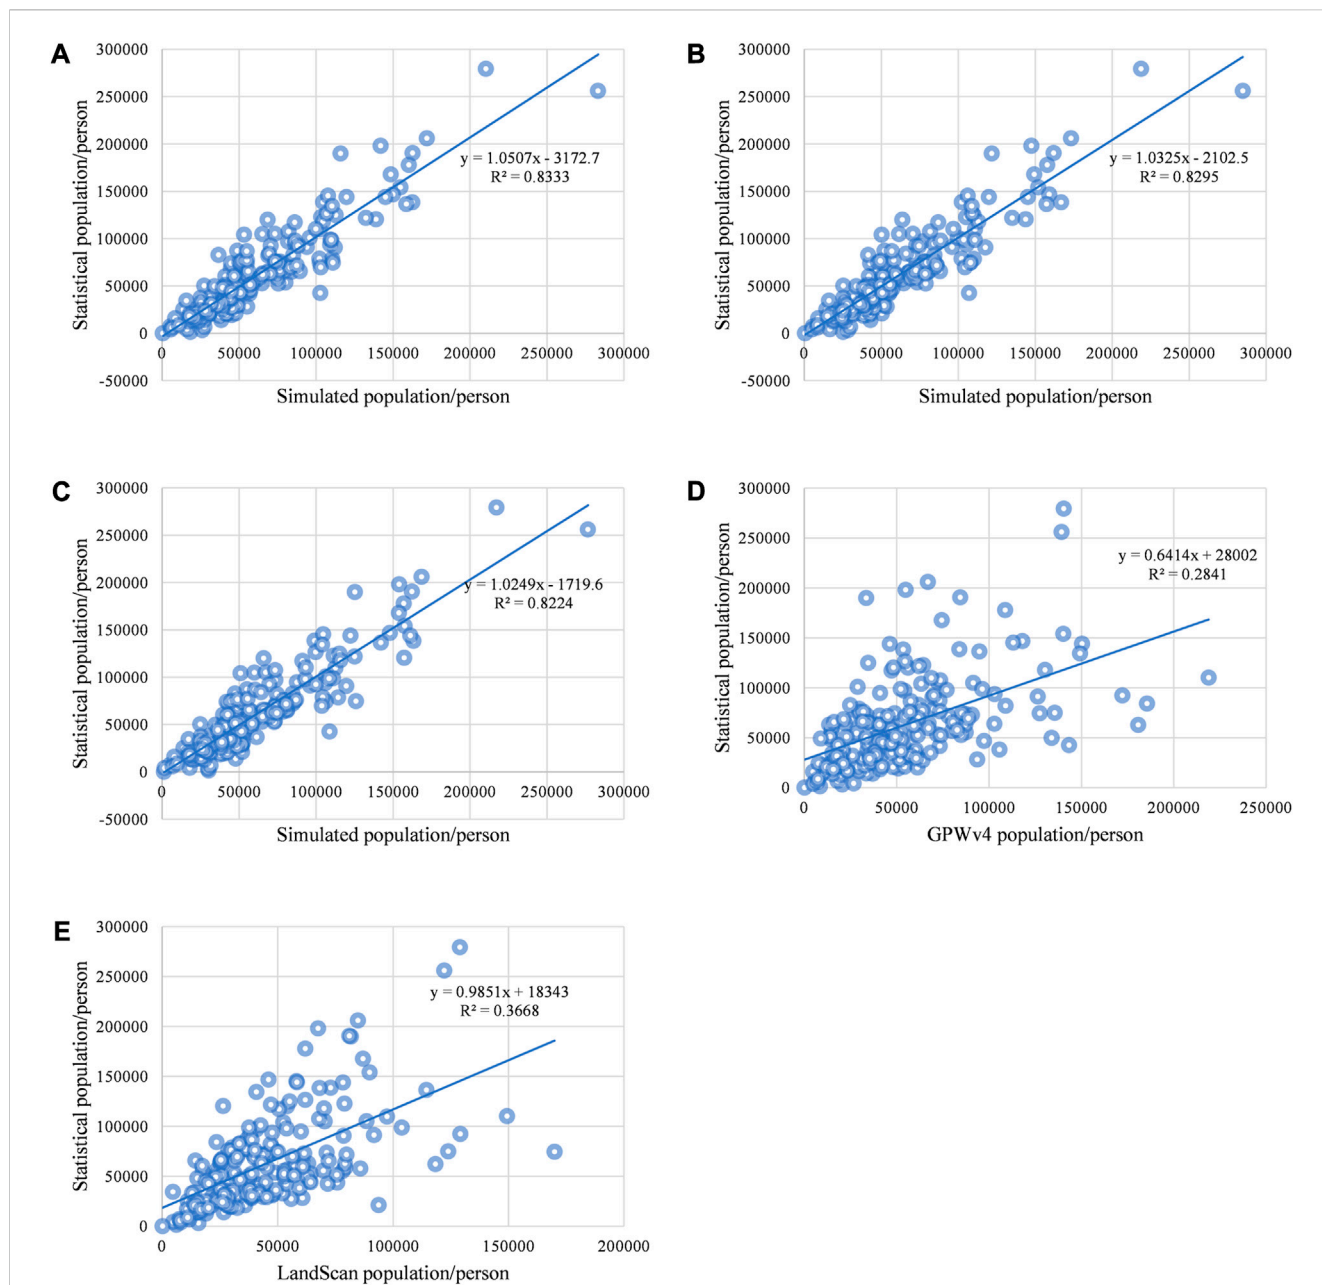 A
300000
250000
200000
150000
100000
50000
0
-50000
0 50000 100000 150000 200000 250000 300000
Statistical population/person
Simulated population/person
y = 1.0507x - 3172.7
R² = 0.8333
B
300000
250000
200000
150000
100000
50000
0
-50000
0 50000 100000 150000 200000 250000 300000
Statistical population/person
Simulated population/person
y = 1.0325x - 2102.5
R² = 0.8295
C
300000
250000
200000
150000
100000
50000
0
-50000
0 50000 100000 150000 200000 250000 300000
Statistical population/person
Simulated population/person
y = 1.0249x - 1719.6
R² = 0.8224
D
300000
250000
200000
150000
100000
50000
0
0 50000 100000 150000 200000 250000
Statistical population/person
GPWv4 population/person
y = 0.6414x + 28002
R² = 0.2841
E
300000
250000
200000
150000
100000
50000
0
0 50000 100000 150000 200000
Statistical population/person
LandScan population/person
y = 0.9851x + 18343
R² = 0.3668